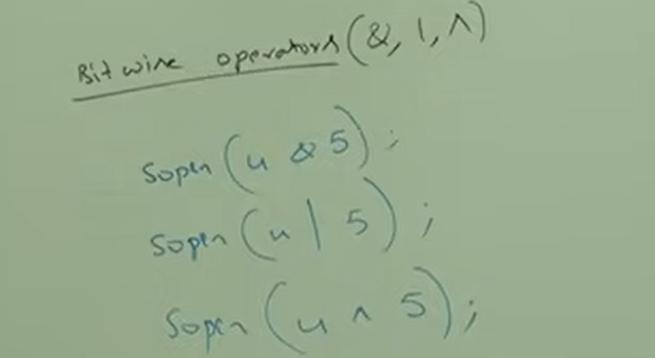 Bitwise operators (&, |, ^)
Sopln (4 & 5);
Sopln (4 | 5);
Sopln (4 ^ 5);